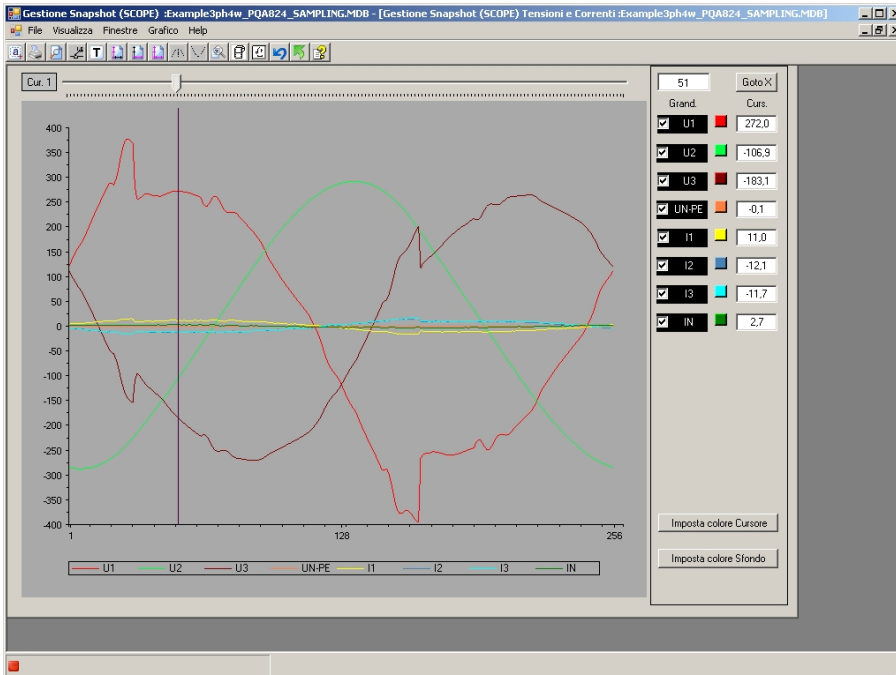 Gestione Snapshot (SCOPE) :Example3ph4w_PQA824_SAMPLING.MDB - [Gestione Snapshot (SCOPE) Tensioni e Correnti :Example3ph4w_PQA824_SAMPLING.MDB]
File Visualizza Finestre Grafico Help
T
Cur. 1
51 Goto X
Grand. Curs.
U1 272,0
U2 -106,9
U3 -183,1
UN-PE -0,1
I1 11,0
I2 -12,1
I3 -11,7
IN 2,7
400
350
300
250
200
150
100
50
0
-50
-100
-150
-200
-250
-300
-350
-400
1 128 256
U1 U2 U3 UN-PE I1 I2 I3 IN
Imposta colore Cursore
Imposta colore Sfondo